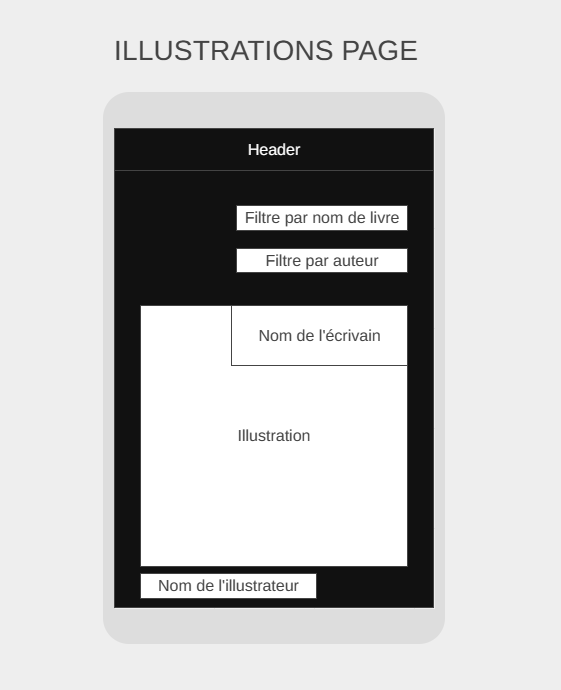 ILLUSTRATIONS PAGE
Header
Filtre par nom de livre
Filtre par auteur
Nom de l'écrivain
Illustration
Nom de l'illustrateur